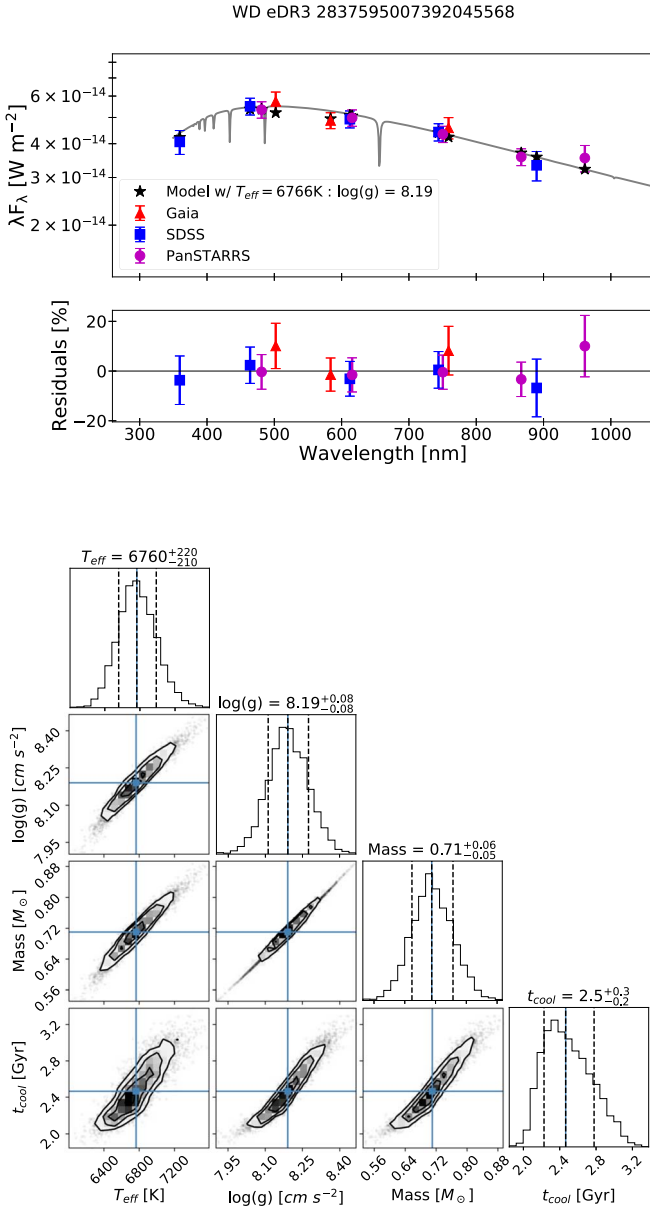 WD eDR3 2837595007392045568
λF_λ [W m⁻²]
6 × 10⁻¹⁴
4 × 10⁻¹⁴
3 × 10⁻¹⁴
2 × 10⁻¹⁴
Model w/ T_eff = 6766K : log(g) = 8.19
Gaia
SDSS
PanSTARRS
Residuals [%]
20
0
−20
300 400 500 600 700 800 900 1000
Wavelength [nm]
T_eff = 6760 +220 −210
log(g) = 8.19 +0.08 −0.08
log(g) [cm s⁻²]
8.40
8.25
8.10
7.95
Mass = 0.71 +0.06 −0.05
Mass [M⊙]
0.88
0.80
0.72
0.64
0.56
t_cool = 2.5 +0.3 −0.2
t_cool [Gyr]
3.2
2.8
2.4
2.0
6400 6800 7200
T_eff [K]
7.95 8.10 8.25 8.40
log(g) [cm s⁻²]
0.56 0.64 0.72 0.80 0.88
Mass [M⊙]
2.0 2.4 2.8 3.2
t_cool [Gyr]